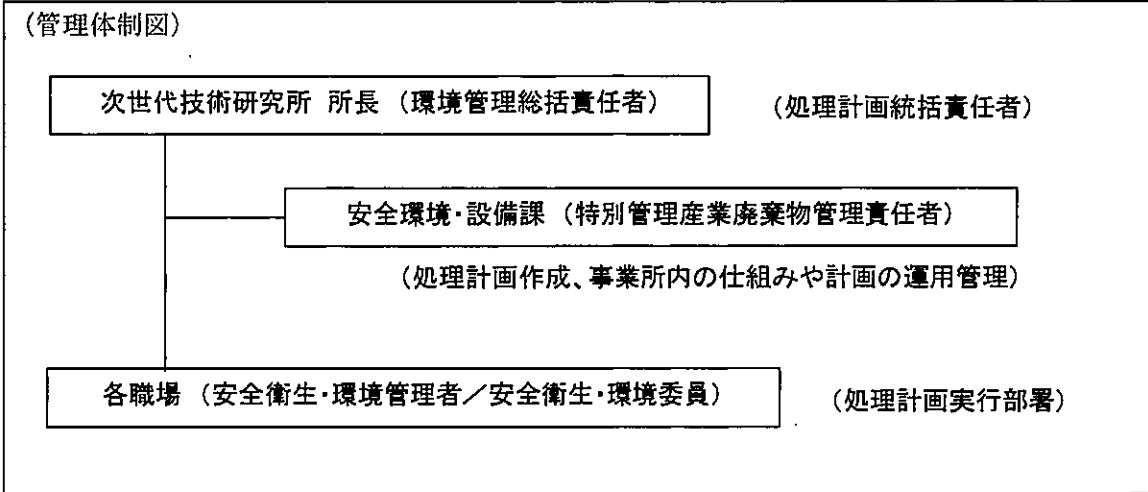 (管理体制図)
次世代技術研究所 所長 (環境管理総括責任者) (処理計画統括責任者)
安全環境・設備課 (特別管理産業廃棄物管理責任者)
(処理計画作成、事業所内の仕組みや計画の運用管理)
各職場 (安全衛生・環境管理者/安全衛生・環境委員) (処理計画実行部署)